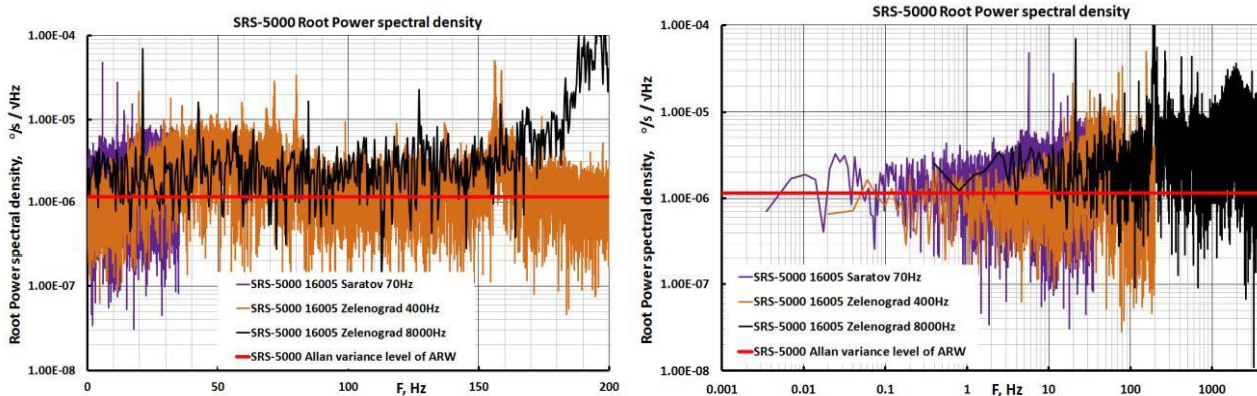 SRS-5000 Root Power spectral density
Root Power spectral density, °/s / √Hz
1.00E-04
1.00E-05
1.00E-06
1.00E-07
1.00E-08
SRS-5000 16005 Saratov 70Hz
SRS-5000 16005 Zelenograd 400Hz
SRS-5000 16005 Zelenograd 8000Hz
SRS-5000 Allan variance level of ARW
0 50 100 150 200
F, Hz
SRS-5000 Root Power spectral density
Root Power spectral density, °/s / √Hz
1.00E-04
1.00E-05
1.00E-06
1.00E-07
1.00E-08
SRS-5000 16005 Saratov 70Hz
SRS-5000 16005 Zelenograd 400Hz
SRS-5000 16005 Zelenograd 8000Hz
SRS-5000 Allan variance level of ARW
0.001 0.01 0.1 1 10 100 1000
F, Hz